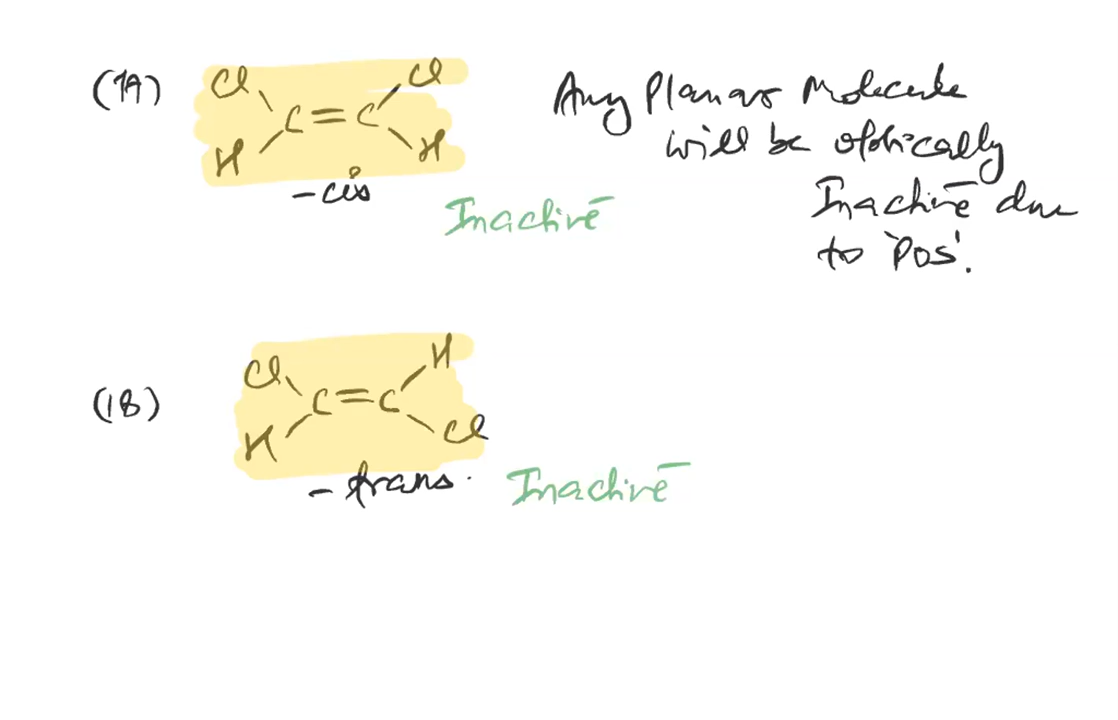 (17)
Cl Cl
C=C
H H
-cis
Inactive
Any Planar Molecule
will be optically
Inactive due
to 'POS'.
(18)
Cl H
C=C
H Cl
- trans.
Inactive